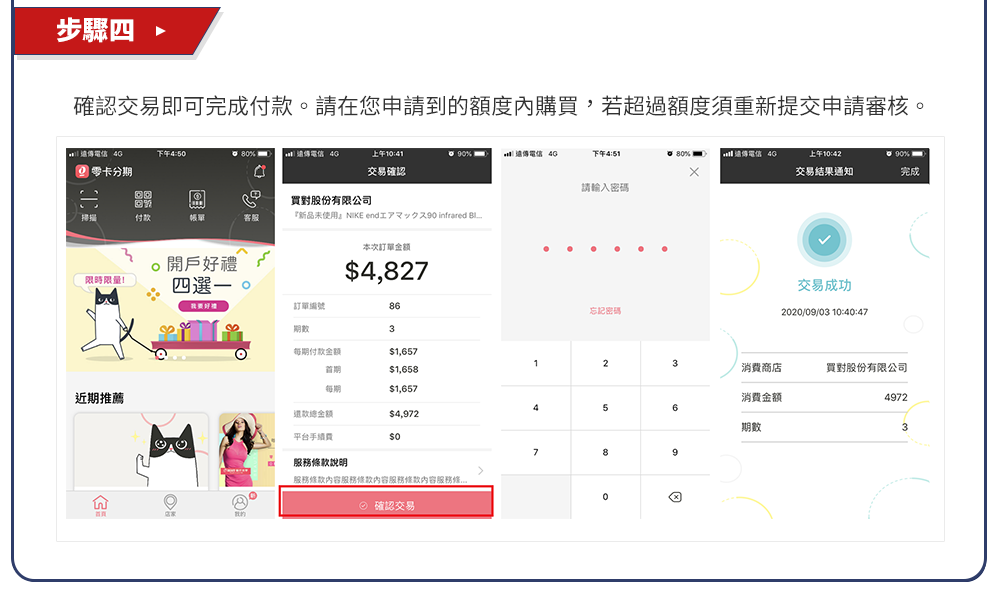 步驟四
確認交易即可完成付款。請在您申請到的額度內購買，若超過額度須重新提交申請審核。
遠傳電信 4G 下午4:50 80%
零卡分期
掃描 付款 帳單 客服
開戶好禮
四選一
限時限量!
我要好禮
近期推薦
首頁 店家 我的
遠傳電信 4G 上午10:41 90%
交易確認
買對股份有限公司
『新品未使用』NIKE endエアマックス90 infrared BI...
本次訂單金額
$4,827
訂單編號 86
期數 3
每期付款金額 $1,657
首期 $1,658
每期 $1,657
還款總金額 $4,972
平台手續費 $0
服務條款說明
服務條款內容服務條款內容服務條款內容服務條...
確認交易
遠傳電信 4G 下午4:51 80%
請輸入密碼
忘記密碼
1 2 3
4 5 6
7 8 9
0
遠傳電信 4G 上午10:42 90%
交易結果通知 完成
交易成功
2020/09/03 10:40:47
消費商店 買對股份有限公司
消費金額 4972
期數 3